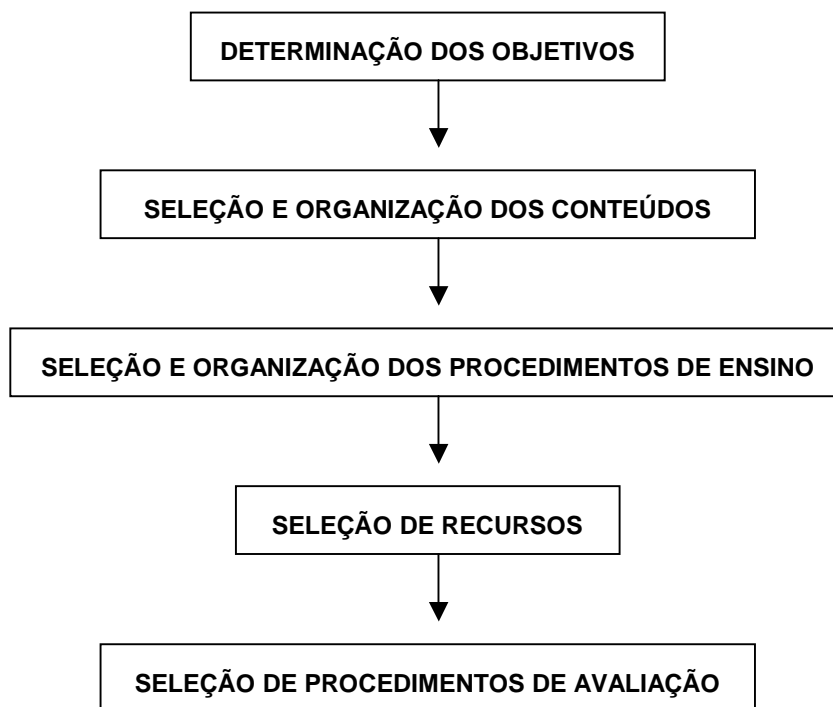 DETERMINAÇÃO DOS OBJETIVOS
SELEÇÃO E ORGANIZAÇÃO DOS CONTEÚDOS
SELEÇÃO E ORGANIZAÇÃO DOS PROCEDIMENTOS DE ENSINO
SELEÇÃO DE RECURSOS
SELEÇÃO DE PROCEDIMENTOS DE AVALIAÇÃO